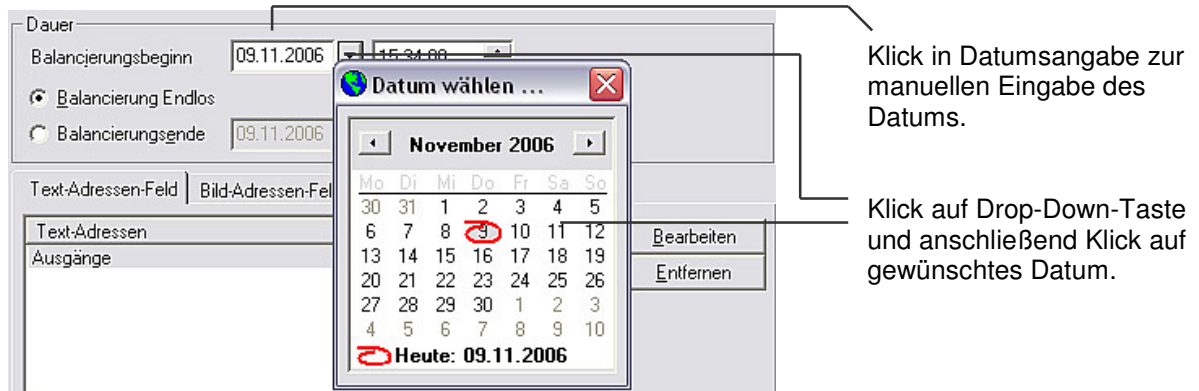 Dauer
Balancierungsbeginn 09.11.2006 15:34:00
Balancierung Endlos
Balancierungsende 09.11.2006
Text-Adressen-Feld Bild-Adressen-Fel
Text-Adressen
Ausgänge
Bearbeiten
Entfernen
Datum wählen ...
November 2006
Mo Di Mi Do Fr Sa So
30 31 1 2 3 4 5
6 7 8 9 10 11 12
13 14 15 16 17 18 19
20 21 22 23 24 25 26
27 28 29 30 1 2 3
4 5 6 7 8 9 10
Heute: 09.11.2006
Klick in Datumsangabe zur
manuellen Eingabe des
Datums.
Klick auf Drop-Down-Taste
und anschließend Klick auf
gewünschtes Datum.